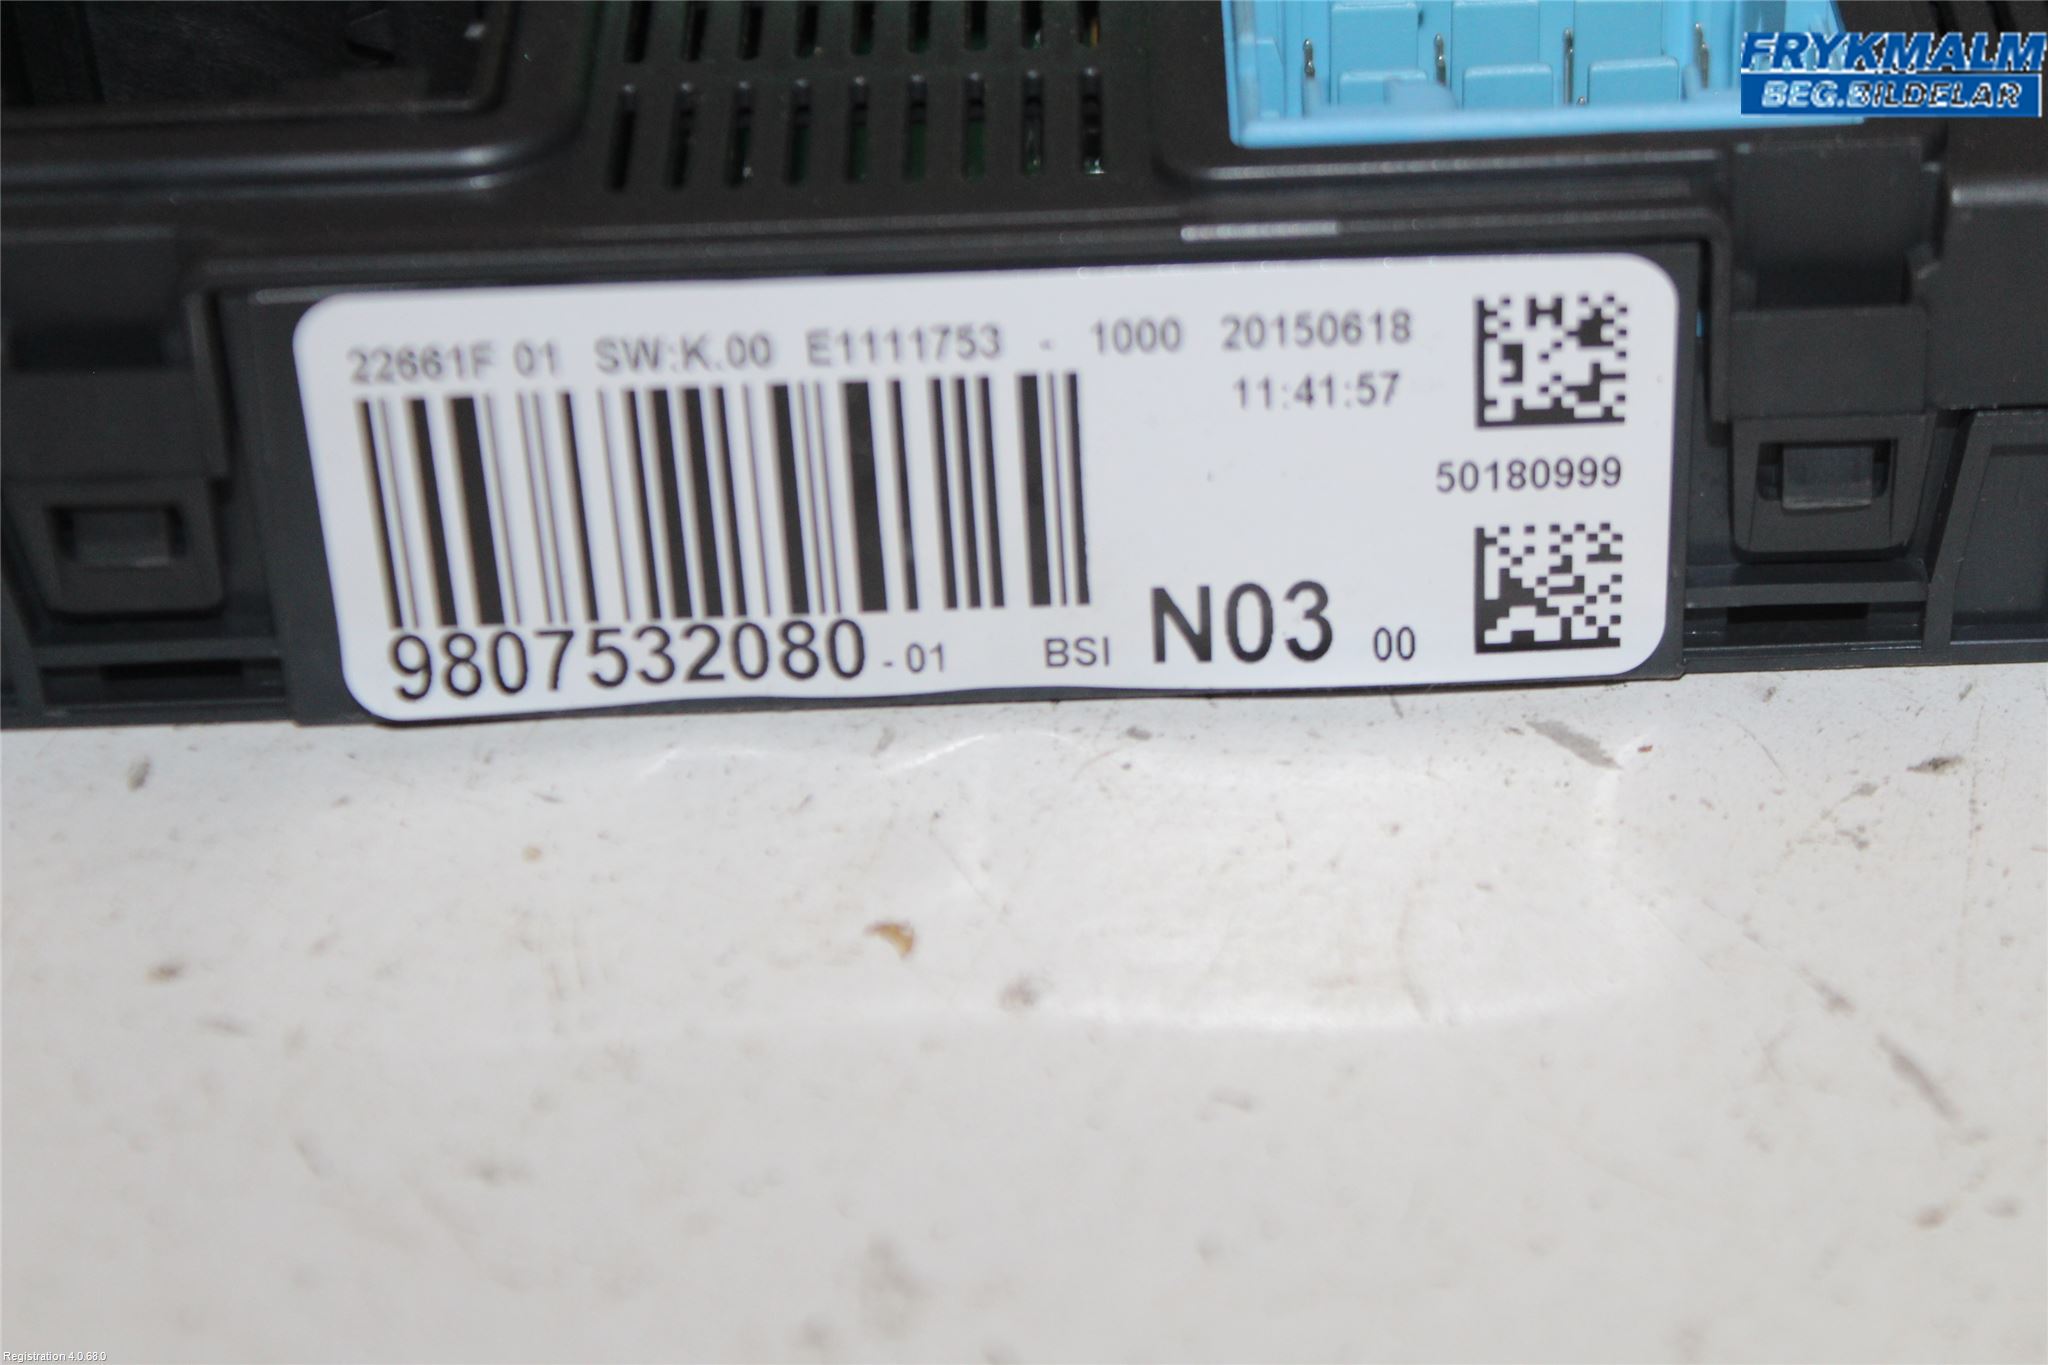 FRYKMALM
BEG.BILDELAR
22661F 01 SW:K.00 E1111753 - 1000 20150618
11:41:57
50180999
9807532080 - 01 BSI N03 00
Registration 4.0.68.0